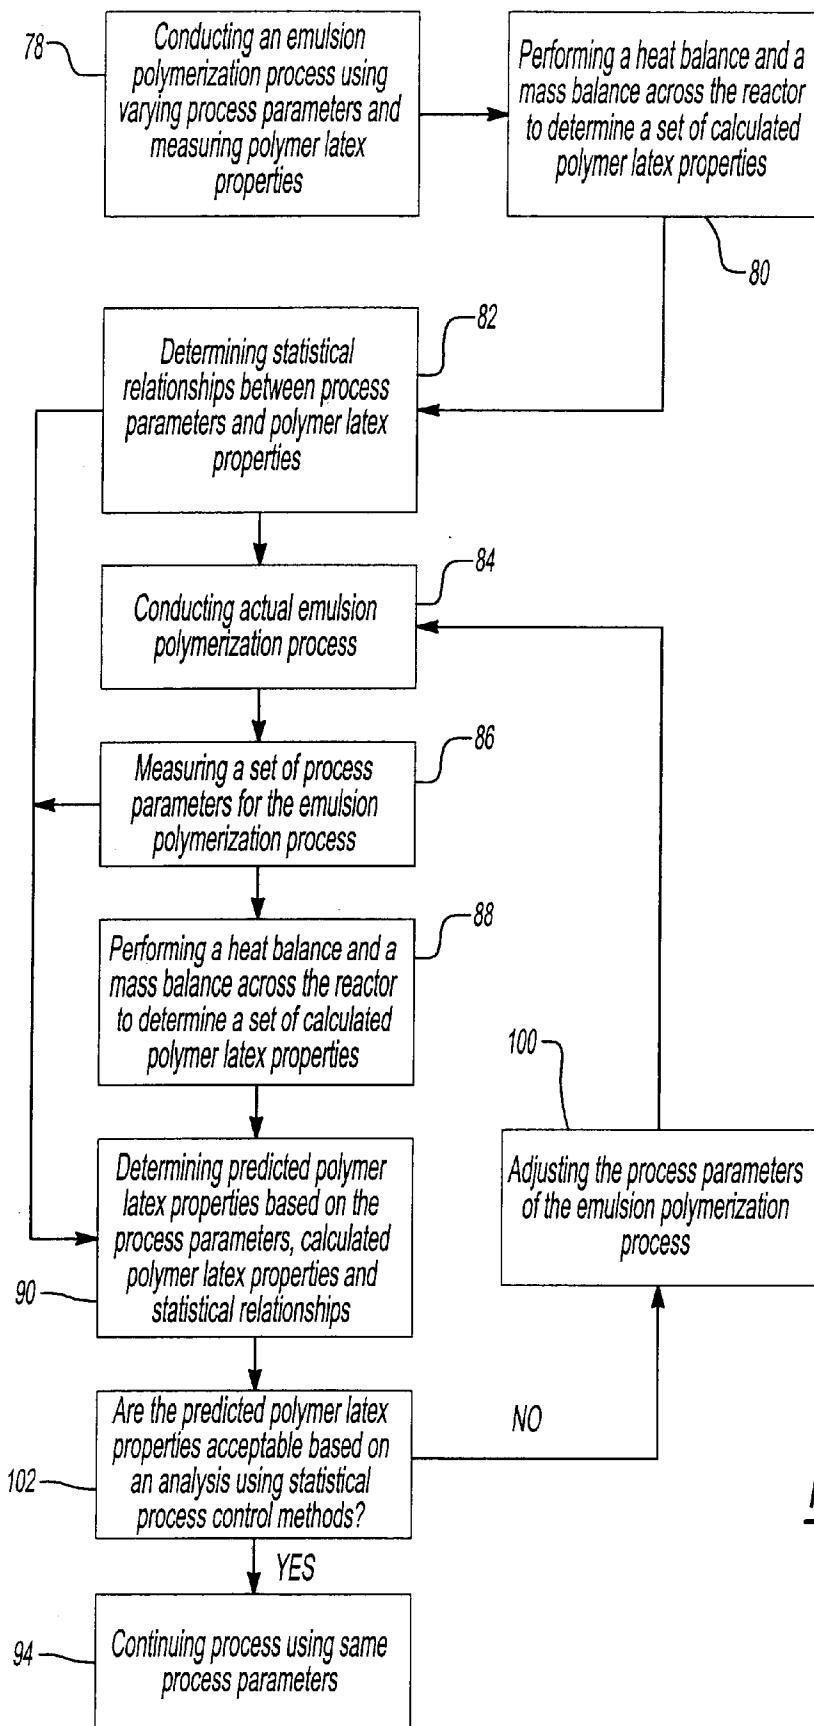 78
Conducting an emulsion
polymerization process using
varying process parameters and
measuring polymer latex
properties
Performing a heat balance and a
mass balance across the reactor
to determine a set of calculated
polymer latex properties
80
82
Determining statistical
relationships between process
parameters and polymer latex
properties
84
Conducting actual emulsion
polymerization process
86
Measuring a set of process
parameters for the emulsion
polymerization process
88
Performing a heat balance and a
mass balance across the reactor
to determine a set of calculated
polymer latex properties
100
Adjusting the process parameters
of the emulsion polymerization
process
Determining predicted polymer
latex properties based on the
process parameters, calculated
polymer latex properties and
statistical relationships
90
Are the predicted polymer latex
properties acceptable based on
an analysis using statistical
process control methods?
102
NO
YES
Continuing process using same
process parameters
94